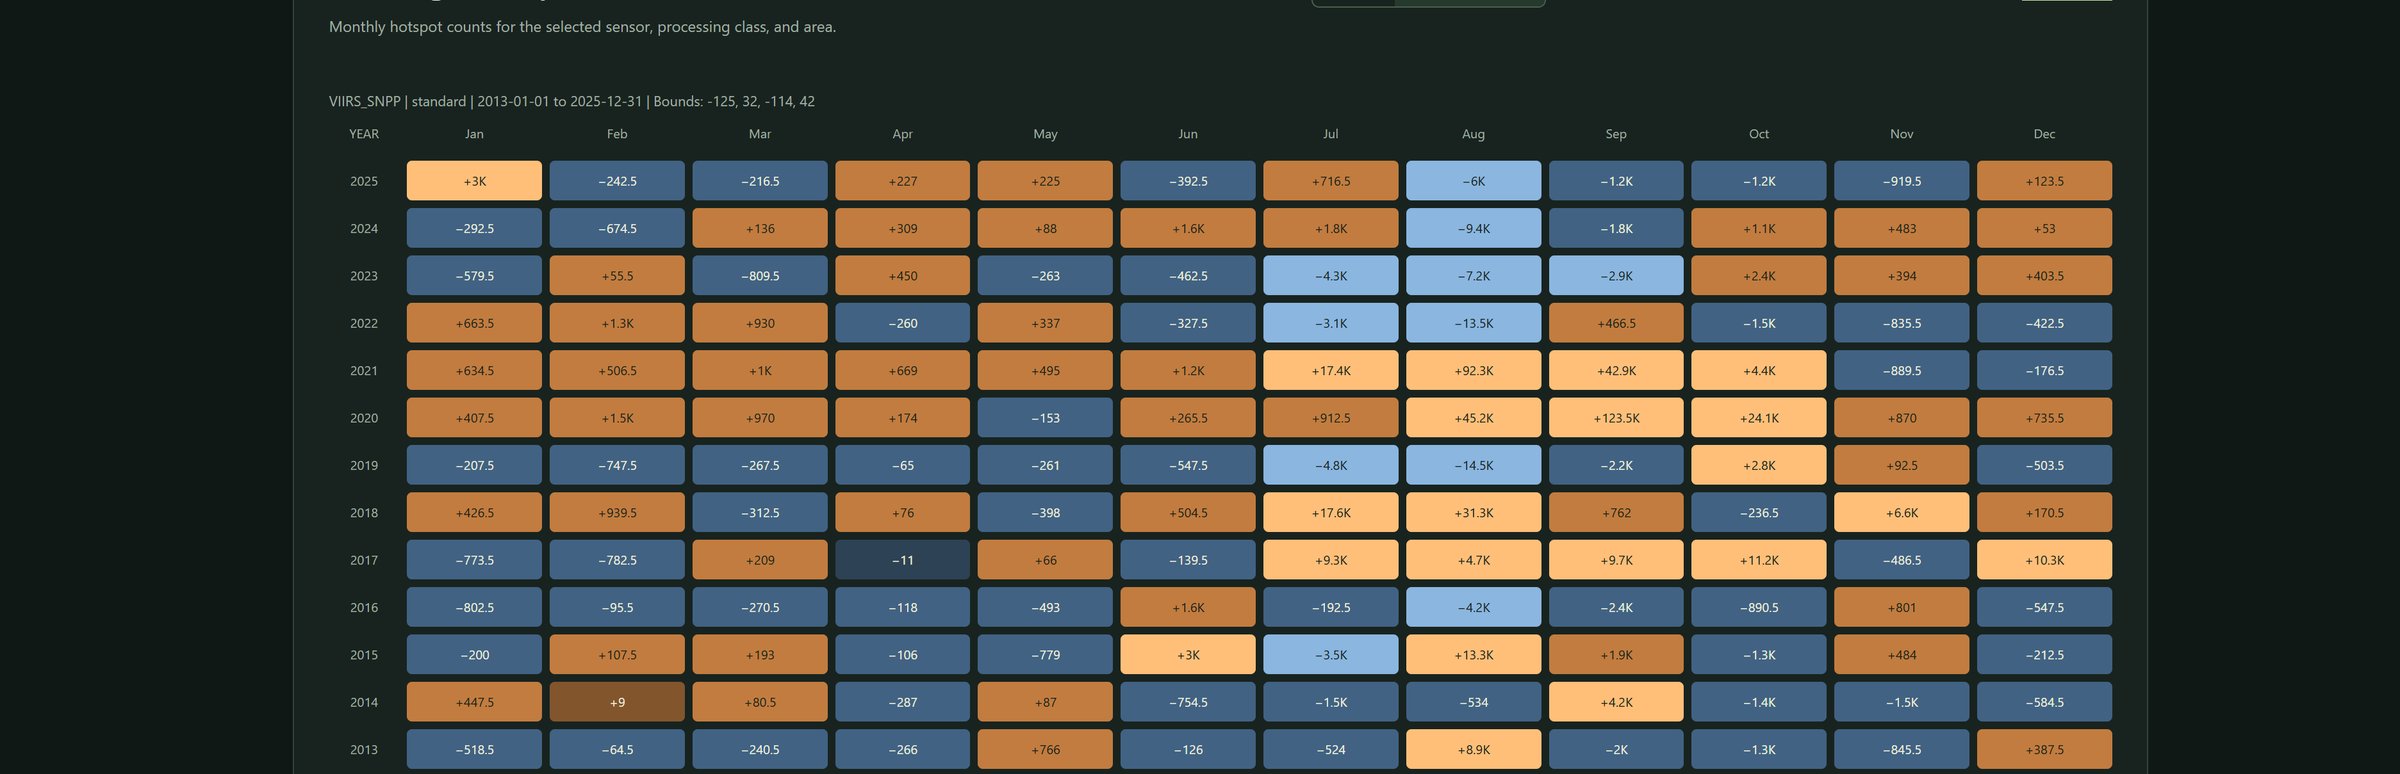 Monthly hotspot counts for the selected sensor, processing class, and area.
VIIRS_SNPP | standard | 2013-01-01 to 2025-12-31 | Bounds: -125, 32, -114, 42
YEAR Jan Feb Mar Apr May Jun Jul Aug Sep Oct Nov Dec
2025 +3K −242.5 −216.5 +227 +225 −392.5 +716.5 −6K −1.2K −1.2K −919.5 +123.5
2024 −292.5 −674.5 +136 +309 +88 +1.6K +1.8K −9.4K −1.8K +1.1K +483 +53
2023 −579.5 +55.5 −809.5 +450 −263 −462.5 −4.3K −7.2K −2.9K +2.4K +394 +403.5
2022 +663.5 +1.3K +930 −260 +337 −327.5 −3.1K −13.5K +466.5 −1.5K −835.5 −422.5
2021 +634.5 +506.5 +1K +669 +495 +1.2K +17.4K +92.3K +42.9K +4.4K −889.5 −176.5
2020 +407.5 +1.5K +970 +174 −153 +265.5 +912.5 +45.2K +123.5K +24.1K +870 +735.5
2019 −207.5 −747.5 −267.5 −65 −261 −547.5 −4.8K −14.5K −2.2K +2.8K +92.5 −503.5
2018 +426.5 +939.5 −312.5 +76 −398 +504.5 +17.6K +31.3K +762 −236.5 +6.6K +170.5
2017 −773.5 −782.5 +209 −11 +66 −139.5 +9.3K +4.7K +9.7K +11.2K −486.5 +10.3K
2016 −802.5 −95.5 −270.5 −118 −493 +1.6K −192.5 −4.2K −2.4K −890.5 +801 −547.5
2015 −200 +107.5 +193 −106 −779 +3K −3.5K +13.3K +1.9K −1.3K +484 −212.5
2014 +447.5 +9 +80.5 −287 +87 −754.5 −1.5K −534 +4.2K −1.4K −1.5K −584.5
2013 −518.5 −64.5 −240.5 −266 +766 −126 −524 +8.9K −2K −1.3K −845.5 +387.5